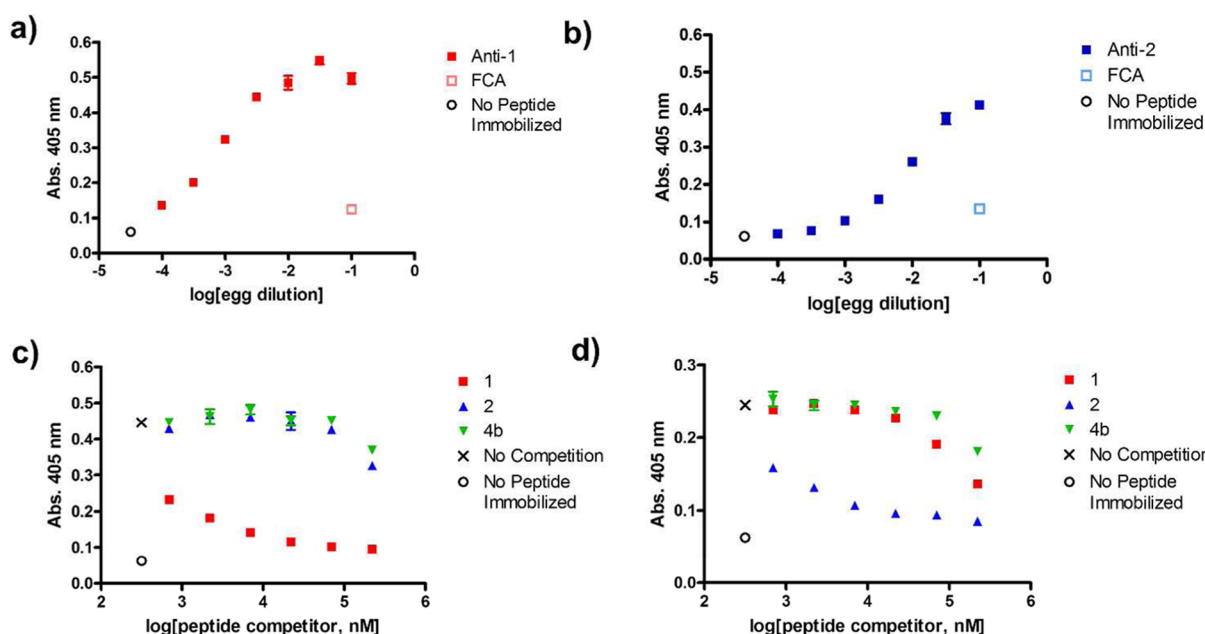 a)
Abs. 405 nm
0.6
0.5
0.4
0.3
0.2
0.1
0.0
-5 -4 -3 -2 -1 0
log[egg dilution]
Anti-1
FCA
No Peptide
Immobilized
b)
Abs. 405 nm
0.6
0.5
0.4
0.3
0.2
0.1
0.0
-5 -4 -3 -2 -1 0
log[egg dilution]
Anti-2
FCA
No Peptide
Immobilized
c)
Abs. 405 nm
0.6
0.5
0.4
0.3
0.2
0.1
0.0
2 3 4 5 6
log[peptide competitor, nM]
1
2
4b
No Competition
No Peptide
Immobilized
d)
Abs. 405 nm
0.3
0.2
0.1
0.0
2 3 4 5 6
log[peptide competitor, nM]
1
2
4b
No Competition
No Peptide
Immobilized